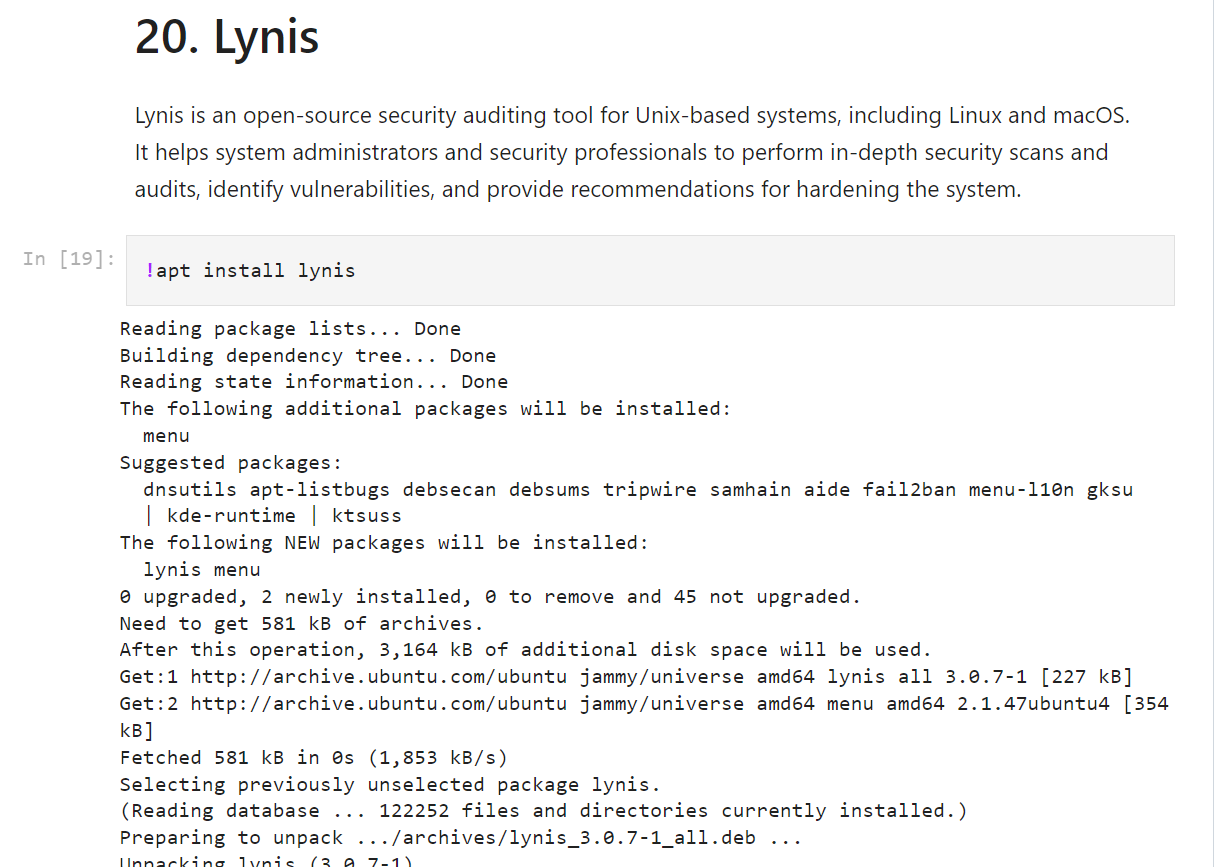 20. Lynis
Lynis is an open-source security auditing tool for Unix-based systems, including Linux and macOS.
It helps system administrators and security professionals to perform in-depth security scans and
audits, identify vulnerabilities, and provide recommendations for hardening the system.
In [19]:
!apt install lynis
Reading package lists... Done
Building dependency tree... Done
Reading state information... Done
The following additional packages will be installed:
  menu
Suggested packages:
  dnsutils apt-listbugs debsecan debsums tripwire samhain aide fail2ban menu-l10n gksu
  | kde-runtime | ktsuss
The following NEW packages will be installed:
  lynis menu
0 upgraded, 2 newly installed, 0 to remove and 45 not upgraded.
Need to get 581 kB of archives.
After this operation, 3,164 kB of additional disk space will be used.
Get:1 http://archive.ubuntu.com/ubuntu jammy/universe amd64 lynis all 3.0.7-1 [227 kB]
Get:2 http://archive.ubuntu.com/ubuntu jammy/universe amd64 menu amd64 2.1.47ubuntu4 [354
kB]
Fetched 581 kB in 0s (1,853 kB/s)
Selecting previously unselected package lynis.
(Reading database ... 122252 files and directories currently installed.)
Preparing to unpack .../archives/lynis_3.0.7-1_all.deb ...
Unpacking lynis (3.0.7-1)